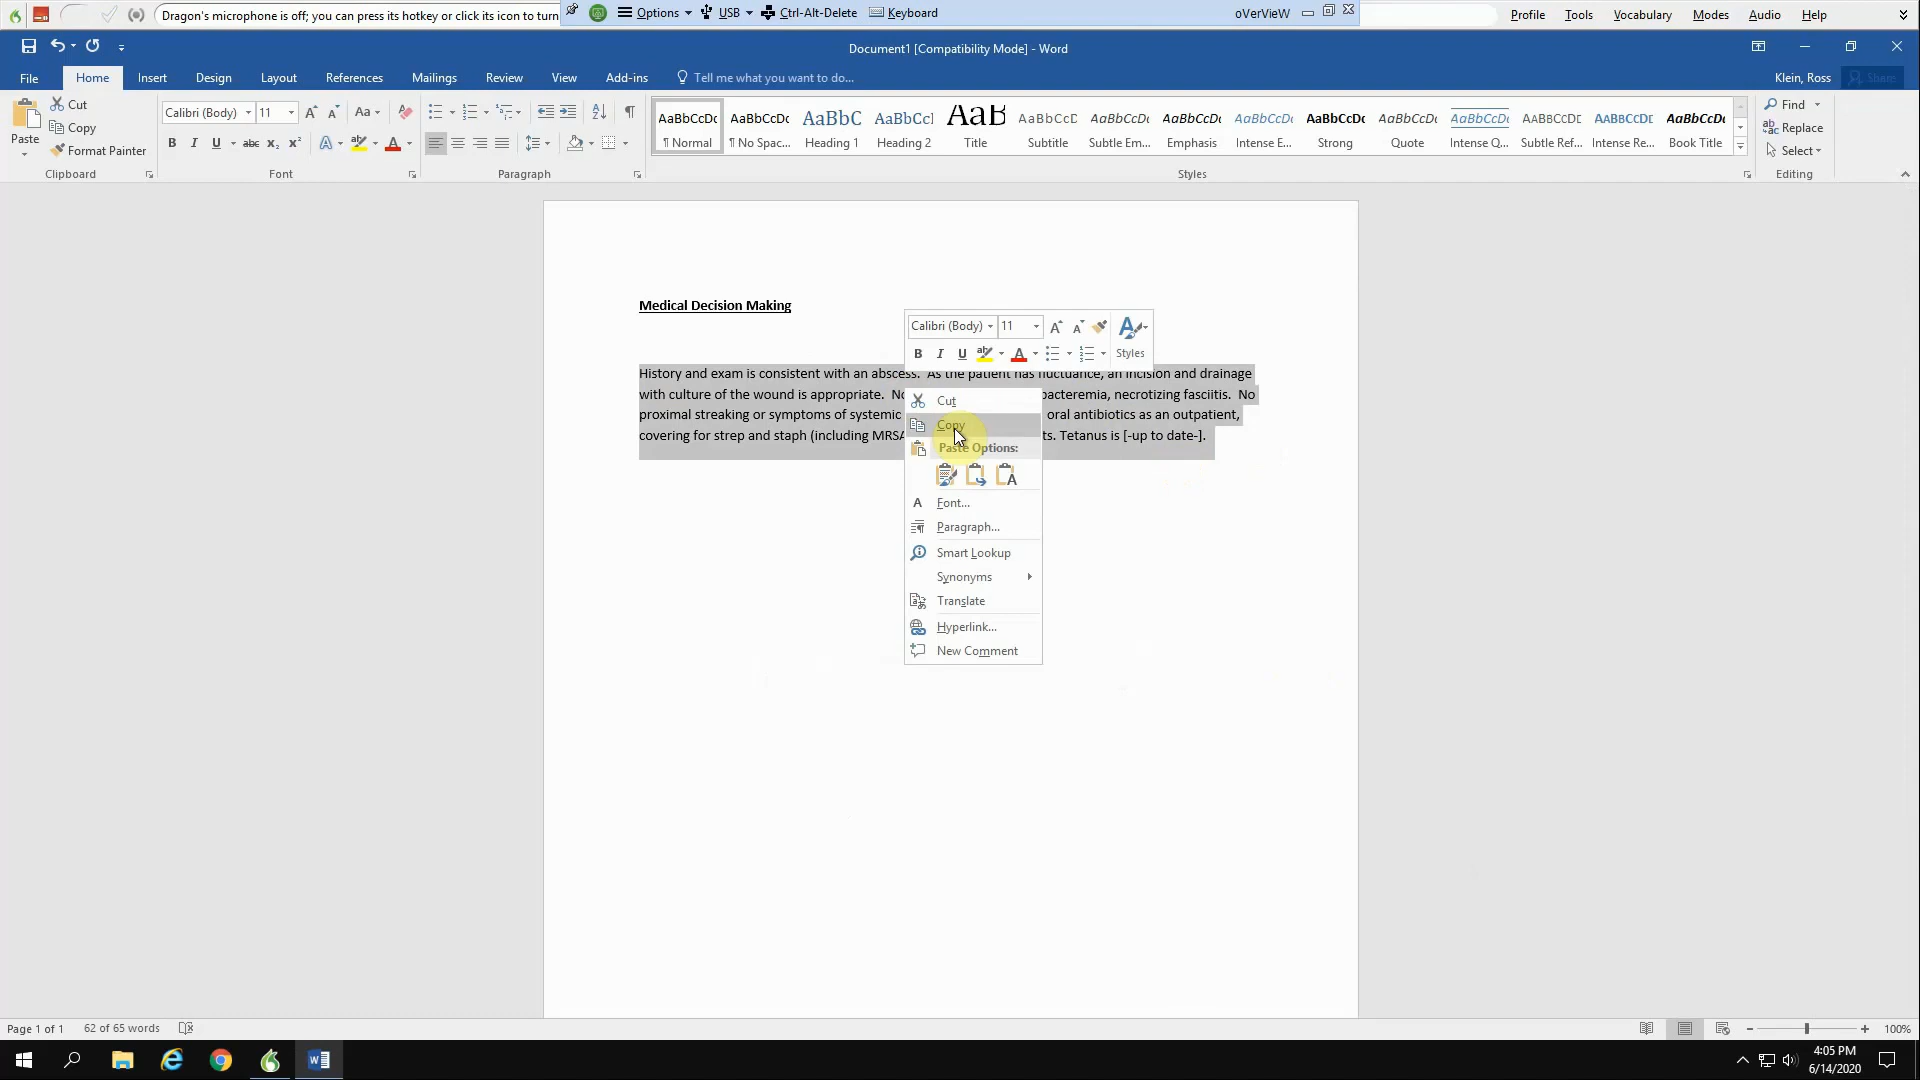 Dragon's microphone is off; you can press its hotkey or click its icon to turn
Options USB Ctrl-Alt-Delete Keyboard oVerVieW
Profile Tools Vocabulary Modes Audio Help
Document1 [Compatibility Mode] - Word
File Home Insert Design Layout References Mailings Review View Add-ins Tell me what you want to do... Klein, Ross Share
Paste
Cut
Copy
Format Painter
Clipboard
Calibri (Body) 11
Font
Paragraph
AaBbCcDc ¶ Normal
AaBbCcDc ¶ No Spac...
AaBbC Heading 1
AaBbCcI Heading 2
AaB Title
AaBbCcD Subtitle
AaBbCcDc Subtle Em...
AaBbCcDc Emphasis
AaBbCcDc Intense E...
AaBbCcDc Strong
AaBbCcDc Quote
AaBbCcDc Intense Q...
AABBCCDE Subtle Ref...
AABBCCDE Intense Re...
AaBbCcDc Book Title
Styles
Find
Replace
Select
Editing
Medical Decision Making
Calibri (Body) 11
Styles
History and exam is consistent with an abscess. As the patient has fluctuance, an incision and drainage
with culture of the wound is appropriate. No bacteremia, necrotizing fasciitis. No
proximal streaking or symptoms of systemic oral antibiotics as an outpatient,
covering for strep and staph (including MRSA ts. Tetanus is [-up to date-].
Cut
Copy
Paste Options:
Font...
Paragraph...
Smart Lookup
Synonyms
Translate
Hyperlink...
New Comment
Page 1 of 1 62 of 65 words
100%
4:05 PM
6/14/2020